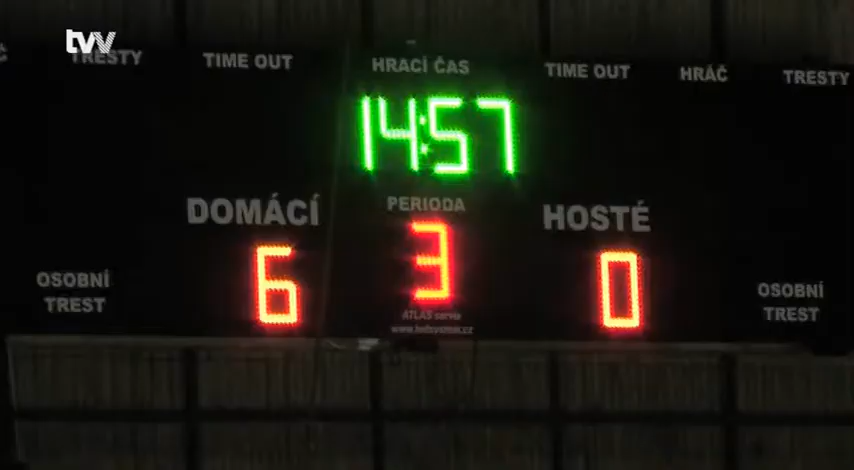 tvv
TRESTY TIME OUT HRACÍ ČAS TIME OUT HRÁČ TRESTY
14:57
DOMÁCÍ PERIODA HOSTÉ
6 3 0
OSOBNÍ TREST
OSOBNÍ TREST
ATLAS servis